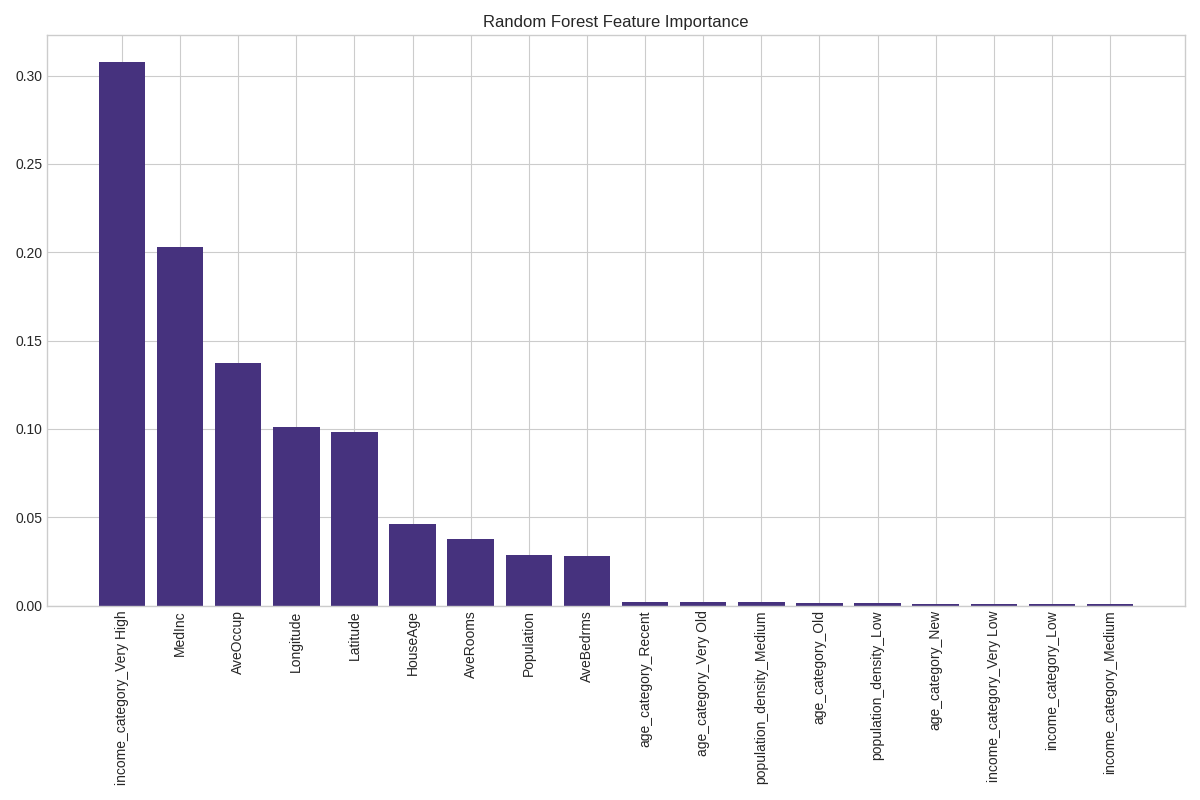 Random Forest Feature Importance
0.30
0.25
0.20
0.15
0.10
0.05
0.00
income_category_Very High
MedInc
AveOccup
Longitude
Latitude
HouseAge
AveRooms
Population
AveBedrms
age_category_Recent
age_category_Very Old
population_density_Medium
age_category_Old
population_density_Low
age_category_New
income_category_Very Low
income_category_Low
income_category_Medium